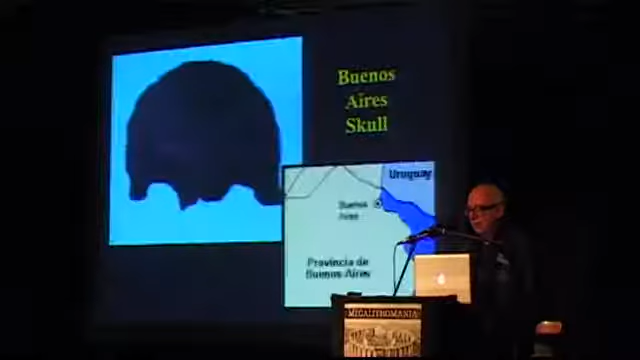 Buenos
Aires
Skull
Uruguay
Buenos
Aires
Provincia de
Buenos Aires
MEGALITHOMANIA